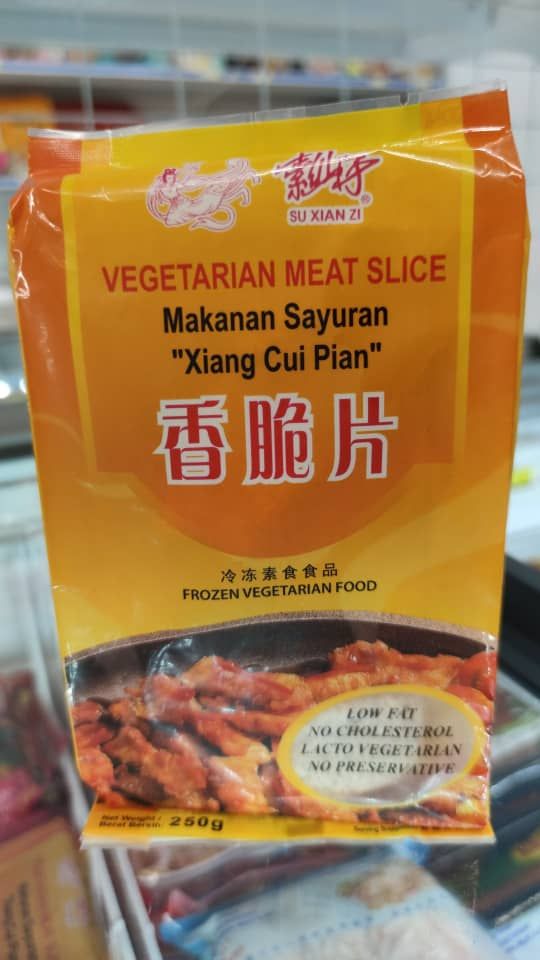 素仙子®
SU XIAN ZI
VEGETARIAN MEAT SLICE
Makanan Sayuran
"Xiang Cui Pian"
香脆片
冷冻素食食品
FROZEN VEGETARIAN FOOD
LOW FAT
NO CHOLESTEROL
LACTO VEGETARIAN
NO PRESERVATIVE
Net Weight /
Berat Bersih: 250g